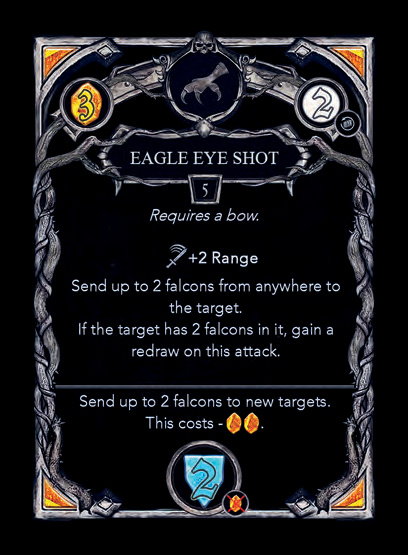 3
2
EAGLE EYE SHOT
5
Requires a bow.
+2 Range
Send up to 2 falcons from anywhere to
the target.
If the target has 2 falcons in it, gain a
redraw on this attack.
Send up to 2 falcons to new targets.
This costs - .
2